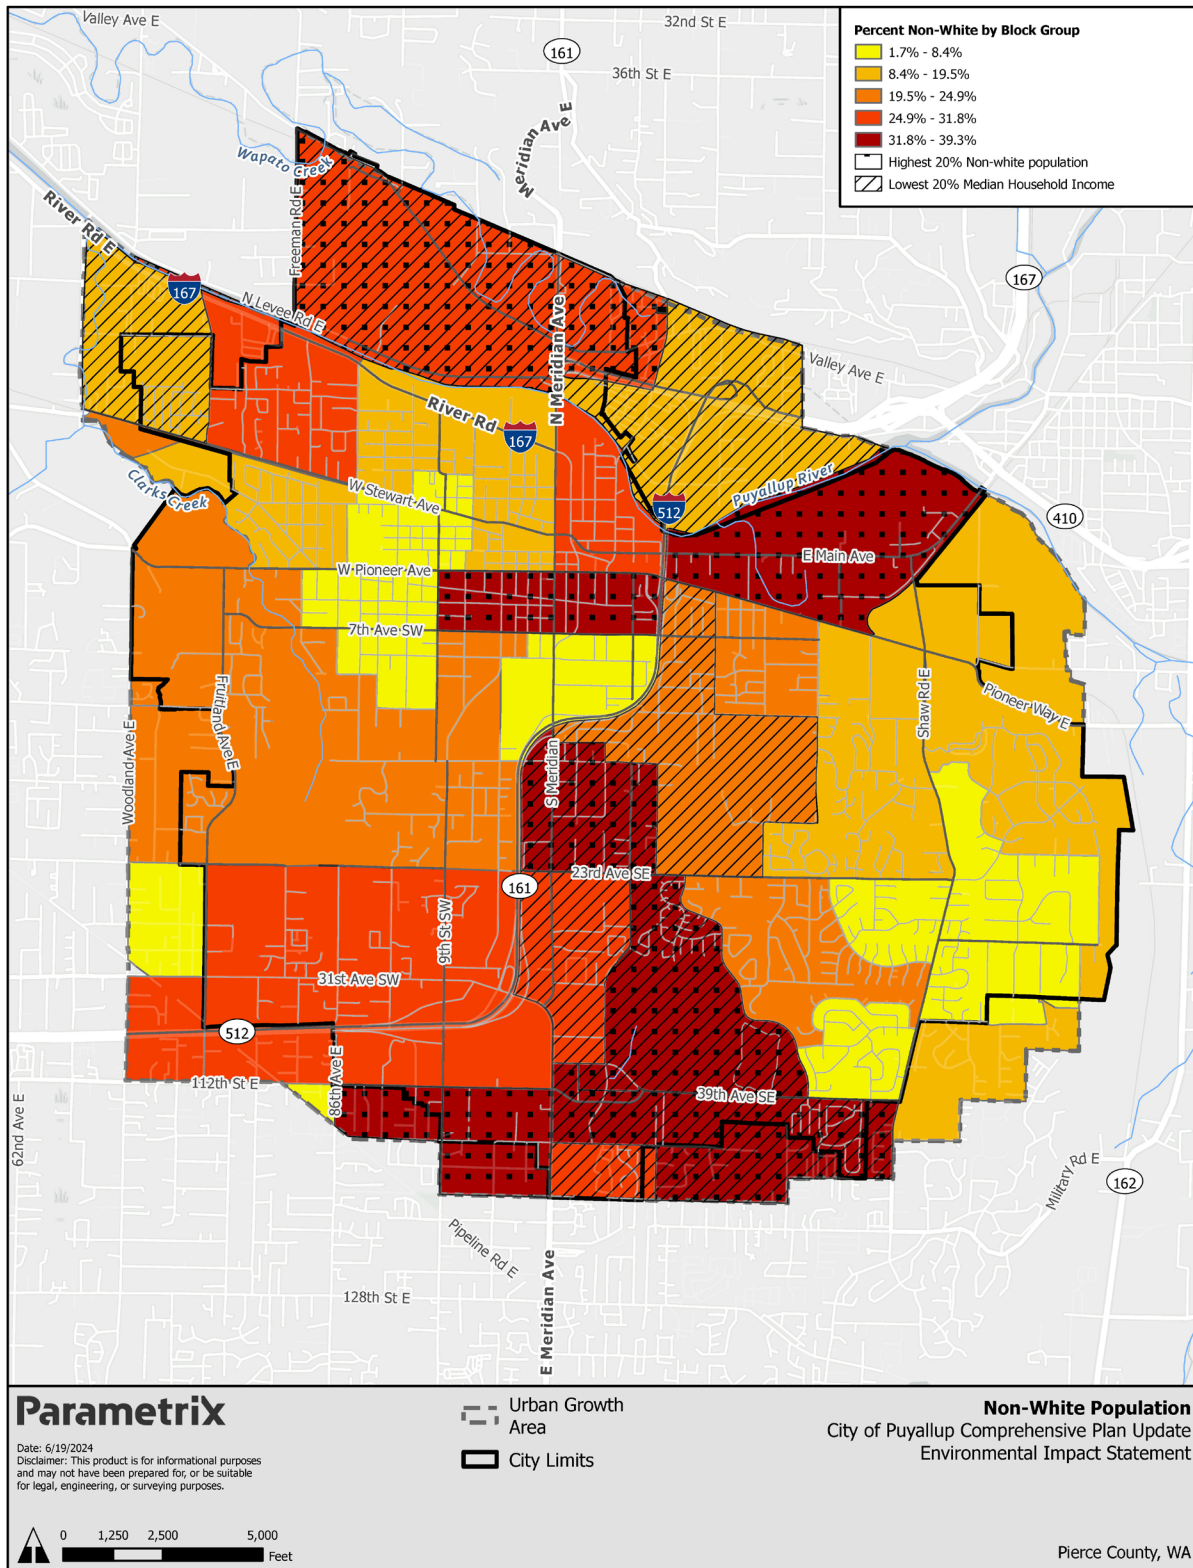 Valley Ave E
32nd St E
161
36th St E
Meridian Ave E
Percent Non-White by Block Group
1.7% - 8.4%
8.4% - 19.5%
19.5% - 24.9%
24.9% - 31.8%
31.8% - 39.3%
Highest 20% Non-white population
Lowest 20% Median Household Income
Wapato Creek
River Rd E
Freeman Rd E
167
167
N Levee Rd E
N Meridian Ave
Valley Ave E
River Rd
167
Clarks Creek
W Stewart Ave
Puyallup River
512
410
E Main Ave
W Pioneer Ave
7th Ave SW
Fruitland Ave E
Woodland Ave E
Shaw Rd E
Pioneer Way E
S Meridian
23rd Ave SE
161
9th St SW
31st Ave SW
512
86th Ave E
112th St E
39th Ave SE
62nd Ave E
Military Rd E
162
Pipeline Rd E
E Meridian Ave
128th St E
Parametrix
Date: 6/19/2024
Disclaimer: This product is for informational purposes
and may not have been prepared for, or be suitable
for legal, engineering, or surveying purposes.
0 1,250 2,500 5,000
Feet
Urban Growth
Area
City Limits
Non-White Population
City of Puyallup Comprehensive Plan Update
Environmental Impact Statement
Pierce County, WA